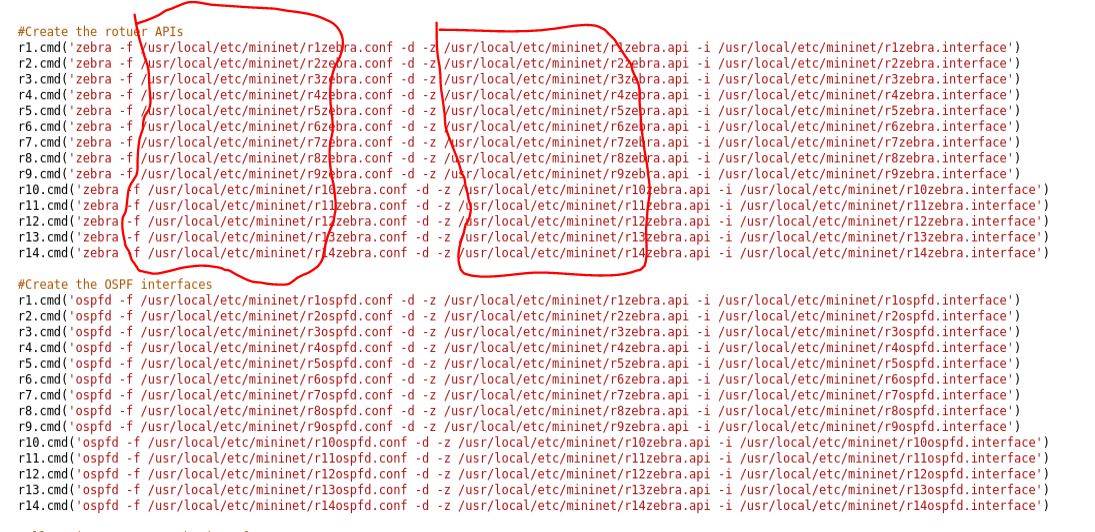 #Create the rotuer APIs
r1.cmd('zebra -f /usr/local/etc/mininet/r1zebra.conf -d -z /usr/local/etc/mininet/r1zebra.api -i /usr/local/etc/mininet/r1zebra.interface')
r2.cmd('zebra -f /usr/local/etc/mininet/r2zebra.conf -d -z /usr/local/etc/mininet/r2zebra.api -i /usr/local/etc/mininet/r2zebra.interface')
r3.cmd('zebra -f /usr/local/etc/mininet/r3zebra.conf -d -z /usr/local/etc/mininet/r3zebra.api -i /usr/local/etc/mininet/r3zebra.interface')
r4.cmd('zebra -f /usr/local/etc/mininet/r4zebra.conf -d -z /usr/local/etc/mininet/r4zebra.api -i /usr/local/etc/mininet/r4zebra.interface')
r5.cmd('zebra -f /usr/local/etc/mininet/r5zebra.conf -d -z /usr/local/etc/mininet/r5zebra.api -i /usr/local/etc/mininet/r5zebra.interface')
r6.cmd('zebra -f /usr/local/etc/mininet/r6zebra.conf -d -z /usr/local/etc/mininet/r6zebra.api -i /usr/local/etc/mininet/r6zebra.interface')
r7.cmd('zebra -f /usr/local/etc/mininet/r7zebra.conf -d -z /usr/local/etc/mininet/r7zebra.api -i /usr/local/etc/mininet/r7zebra.interface')
r8.cmd('zebra -f /usr/local/etc/mininet/r8zebra.conf -d -z /usr/local/etc/mininet/r8zebra.api -i /usr/local/etc/mininet/r8zebra.interface')
r9.cmd('zebra -f /usr/local/etc/mininet/r9zebra.conf -d -z /usr/local/etc/mininet/r9zebra.api -i /usr/local/etc/mininet/r9zebra.interface')
r10.cmd('zebra -f /usr/local/etc/mininet/r10zebra.conf -d -z /usr/local/etc/mininet/r10zebra.api -i /usr/local/etc/mininet/r10zebra.interface')
r11.cmd('zebra -f /usr/local/etc/mininet/r11zebra.conf -d -z /usr/local/etc/mininet/r11zebra.api -i /usr/local/etc/mininet/r11zebra.interface')
r12.cmd('zebra -f /usr/local/etc/mininet/r12zebra.conf -d -z /usr/local/etc/mininet/r12zebra.api -i /usr/local/etc/mininet/r12zebra.interface')
r13.cmd('zebra -f /usr/local/etc/mininet/r13zebra.conf -d -z /usr/local/etc/mininet/r13zebra.api -i /usr/local/etc/mininet/r13zebra.interface')
r14.cmd('zebra -f /usr/local/etc/mininet/r14zebra.conf -d -z /usr/local/etc/mininet/r14zebra.api -i /usr/local/etc/mininet/r14zebra.interface')
#Create the OSPF interfaces
r1.cmd('ospfd -f /usr/local/etc/mininet/r1ospfd.conf -d -z /usr/local/etc/mininet/r1zebra.api -i /usr/local/etc/mininet/r1ospfd.interface')
r2.cmd('ospfd -f /usr/local/etc/mininet/r2ospfd.conf -d -z /usr/local/etc/mininet/r2zebra.api -i /usr/local/etc/mininet/r2ospfd.interface')
r3.cmd('ospfd -f /usr/local/etc/mininet/r3ospfd.conf -d -z /usr/local/etc/mininet/r3zebra.api -i /usr/local/etc/mininet/r3ospfd.interface')
r4.cmd('ospfd -f /usr/local/etc/mininet/r4ospfd.conf -d -z /usr/local/etc/mininet/r4zebra.api -i /usr/local/etc/mininet/r4ospfd.interface')
r5.cmd('ospfd -f /usr/local/etc/mininet/r5ospfd.conf -d -z /usr/local/etc/mininet/r5zebra.api -i /usr/local/etc/mininet/r5ospfd.interface')
r6.cmd('ospfd -f /usr/local/etc/mininet/r6ospfd.conf -d -z /usr/local/etc/mininet/r6zebra.api -i /usr/local/etc/mininet/r6ospfd.interface')
r7.cmd('ospfd -f /usr/local/etc/mininet/r7ospfd.conf -d -z /usr/local/etc/mininet/r7zebra.api -i /usr/local/etc/mininet/r7ospfd.interface')
r8.cmd('ospfd -f /usr/local/etc/mininet/r8ospfd.conf -d -z /usr/local/etc/mininet/r8zebra.api -i /usr/local/etc/mininet/r8ospfd.interface')
r9.cmd('ospfd -f /usr/local/etc/mininet/r9ospfd.conf -d -z /usr/local/etc/mininet/r9zebra.api -i /usr/local/etc/mininet/r9ospfd.interface')
r10.cmd('ospfd -f /usr/local/etc/mininet/r10ospfd.conf -d -z /usr/local/etc/mininet/r10zebra.api -i /usr/local/etc/mininet/r10ospfd.interface')
r11.cmd('ospfd -f /usr/local/etc/mininet/r11ospfd.conf -d -z /usr/local/etc/mininet/r11zebra.api -i /usr/local/etc/mininet/r11ospfd.interface')
r12.cmd('ospfd -f /usr/local/etc/mininet/r12ospfd.conf -d -z /usr/local/etc/mininet/r12zebra.api -i /usr/local/etc/mininet/r12ospfd.interface')
r13.cmd('ospfd -f /usr/local/etc/mininet/r13ospfd.conf -d -z /usr/local/etc/mininet/r13zebra.api -i /usr/local/etc/mininet/r13ospfd.interface')
r14.cmd('ospfd -f /usr/local/etc/mininet/r14ospfd.conf -d -z /usr/local/etc/mininet/r14zebra.api -i /usr/local/etc/mininet/r14ospfd.interface')